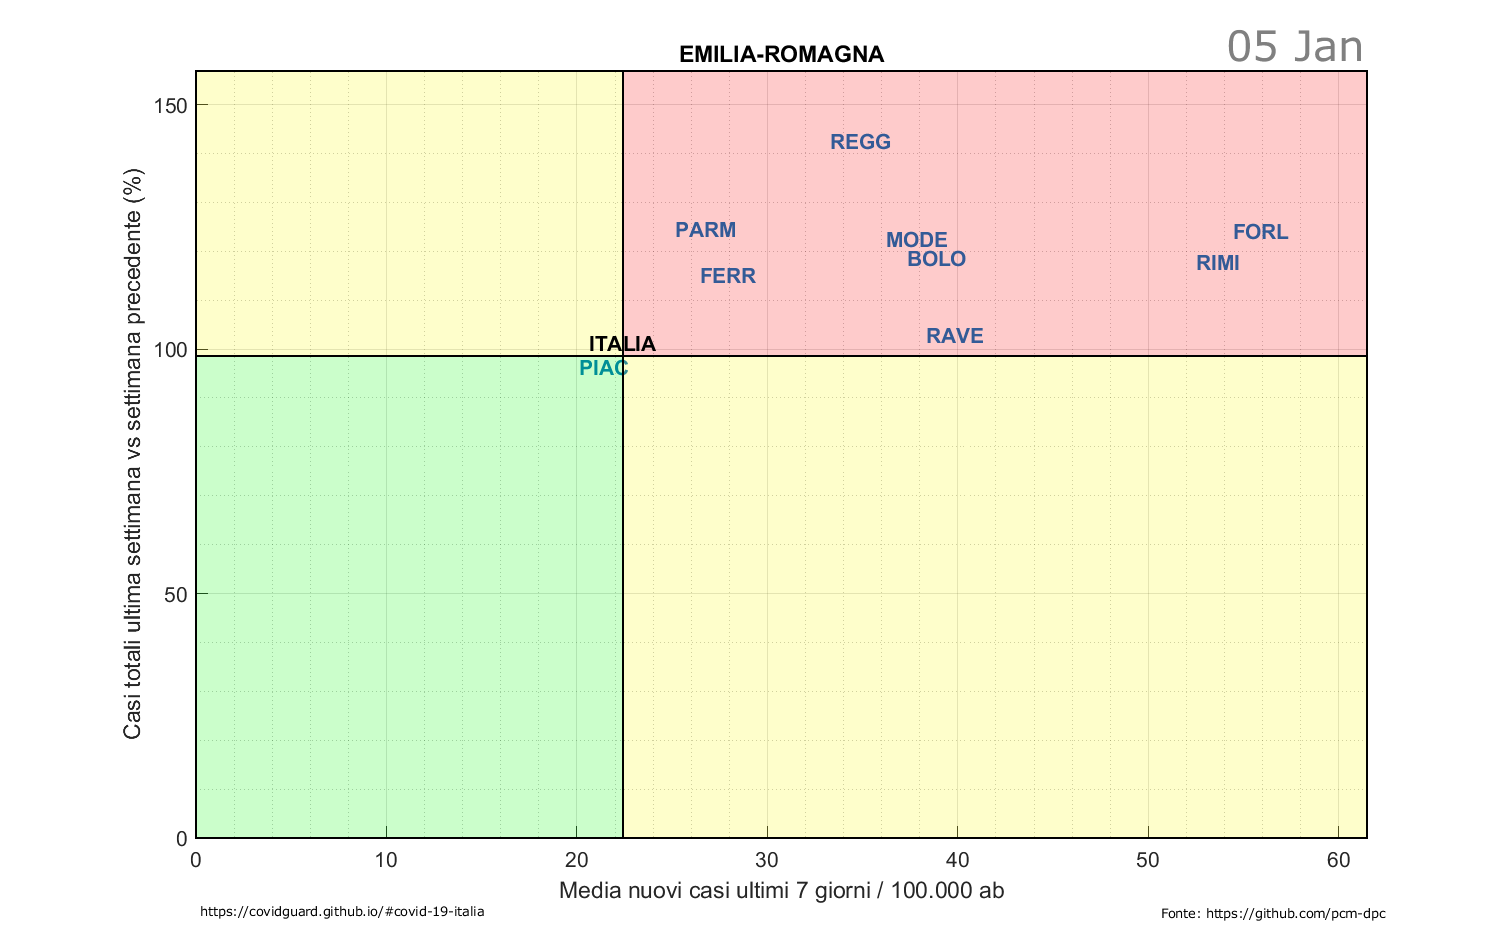 05 Jan
EMILIA-ROMAGNA
150
REGG
PARM
FORL
MODE
BOLO
RIMI
FERR
RAVE
ITALIA
100
PIAC
50
0
Casi totali ultima settimana vs settimana precedente (%)
0 10 20 30 40 50 60
Media nuovi casi ultimi 7 giorni / 100.000 ab
https://covidguard.github.io/#covid-19-italia
Fonte: https://github.com/pcm-dpc